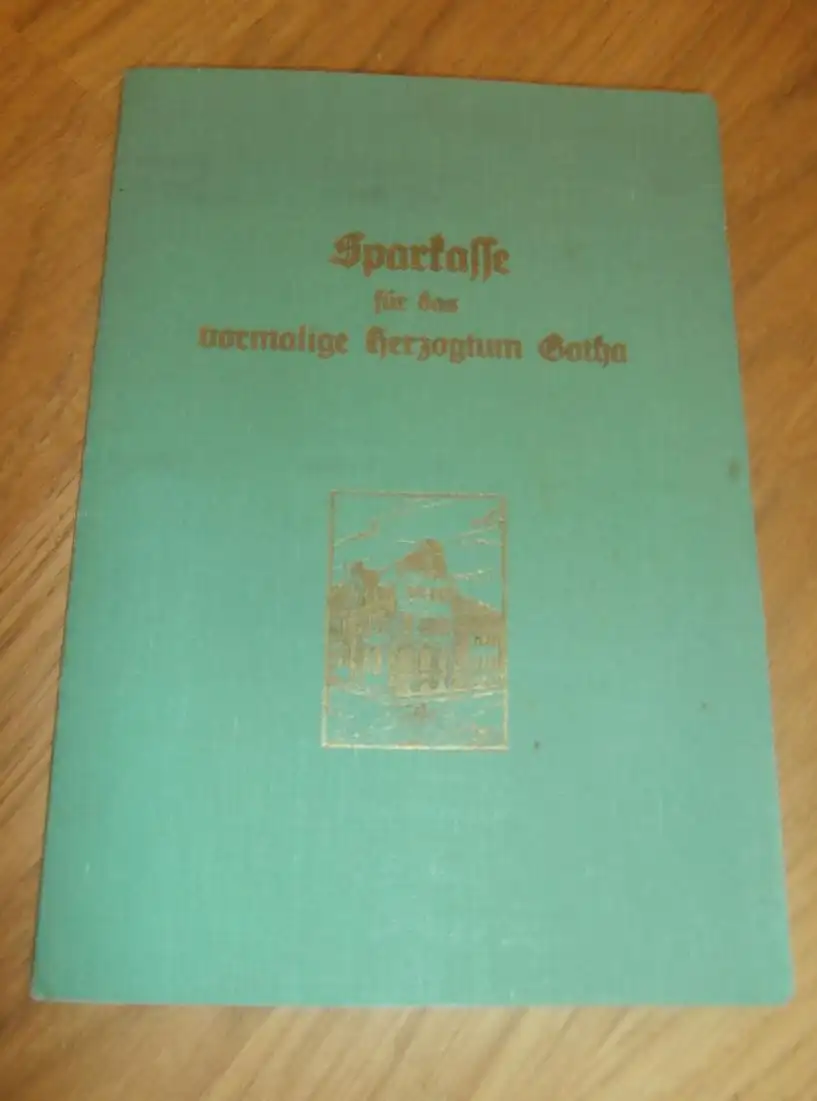 Sparkasse
für das
vormalige Herzogtum Gotha